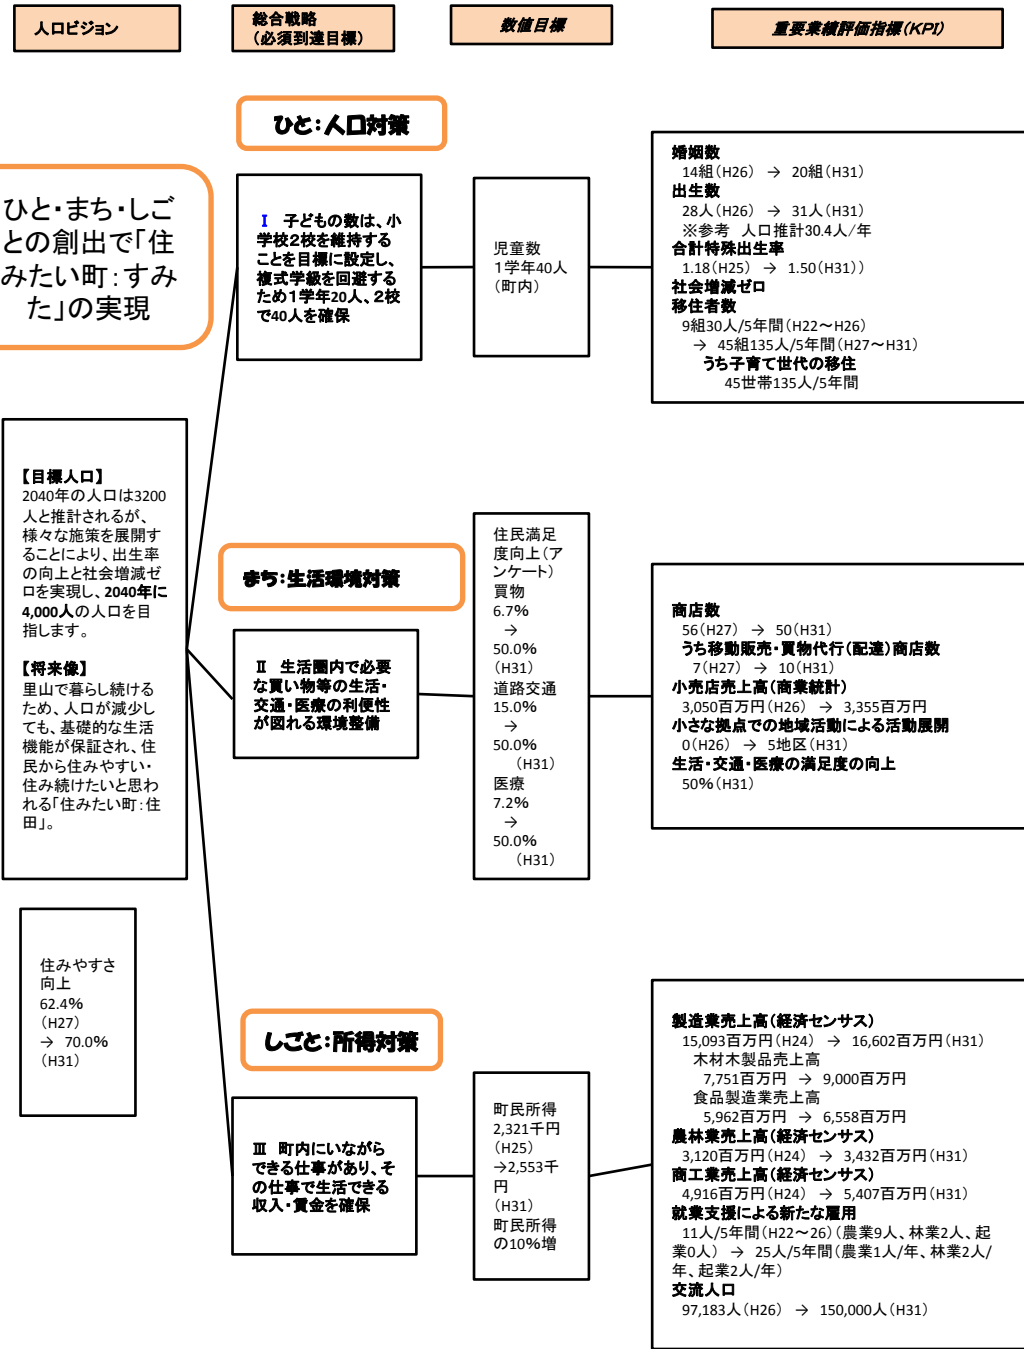 人口ビジョン
総合戦略
(必須到達目標)
数値目標
重要業績評価指標(KPI)
ひと:人口対策
ひと・まち・しご
との創出で「住
みたい町:すみ
た」の実現
Ⅰ 子どもの数は、小
学校2校を維持する
ことを目標に設定し、
複式学級を回避する
ため1学年20人、2校
で40人を確保
児童数
1学年40人
(町内)
婚姻数
14組(H26) → 20組(H31)
出生数
28人(H26) → 31人(H31)
※参考 人口推計30.4人/年
合計特殊出生率
1.18(H25) → 1.50(H31))
社会増減ゼロ
移住者数
9組30人/5年間(H22~H26)
→ 45組135人/5年間(H27~H31)
うち子育て世代の移住
45世帯135人/5年間
【目標人口】
2040年の人口は3200
人と推計されるが、
様々な施策を展開す
ることにより、出生率
の向上と社会増減ゼ
ロを実現し、2040年に
4,000人の人口を目
指します。
【将来像】
里山で暮らし続ける
ため、人口が減少し
ても、基礎的な生活
機能が保証され、住
民から住みやすい・
住み続けたいと思わ
れる「住みたい町:住
田」。
まち:生活環境対策
Ⅱ 生活圏内で必要
な買い物等の生活・
交通・医療の利便性
が図れる環境整備
住民満足
度向上(ア
ンケート)
買物
6.7%
→
50.0%
(H31)
道路交通
15.0%
→
50.0%
(H31)
医療
7.2%
→
50.0%
(H31)
商店数
56(H27) → 50(H31)
うち移動販売・買物代行(配達)商店数
7(H27) → 10(H31)
小売店売上高(商業統計)
3,050百万円(H26) → 3,355百万円
小さな拠点での地域活動による活動展開
0(H26) → 5地区(H31)
生活・交通・医療の満足度の向上
50%(H31)
住みやすさ
向上
62.4%
(H27)
→ 70.0%
(H31)
しごと:所得対策
Ⅲ 町内にいながら
できる仕事があり、そ
の仕事で生活できる
収入・賃金を確保
町民所得
2,321千円
(H25)
→2,553千
円
(H31)
町民所得
の10%増
製造業売上高(経済センサス)
15,093百万円(H24) → 16,602百万円(H31)
木材木製品売上高
7,751百万円 → 9,000百万円
食品製造業売上高
5,962百万円 → 6,558百万円
農林業売上高(経済センサス)
3,120百万円(H24) → 3,432百万円(H31)
商工業売上高(経済センサス)
4,916百万円(H24) → 5,407百万円(H31)
就業支援による新たな雇用
11人/5年間(H22~26)(農業9人、林業2人、起
業0人) → 25人/5年間(農業1人/年、林業2人/
年、起業2人/年)
交流人口
97,183人(H26) → 150,000人(H31)